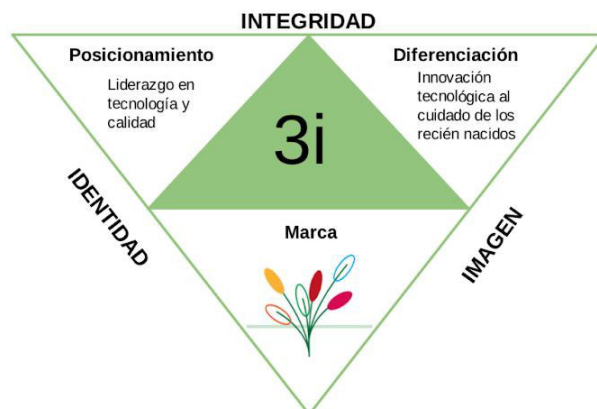 INTEGRIDAD
Posicionamiento
Liderazgo en
tecnología y
calidad
Diferenciación
Innovación
tecnológica al
cuidado de los
recién nacidos
3i
IDENTIDAD
IMAGEN
Marca